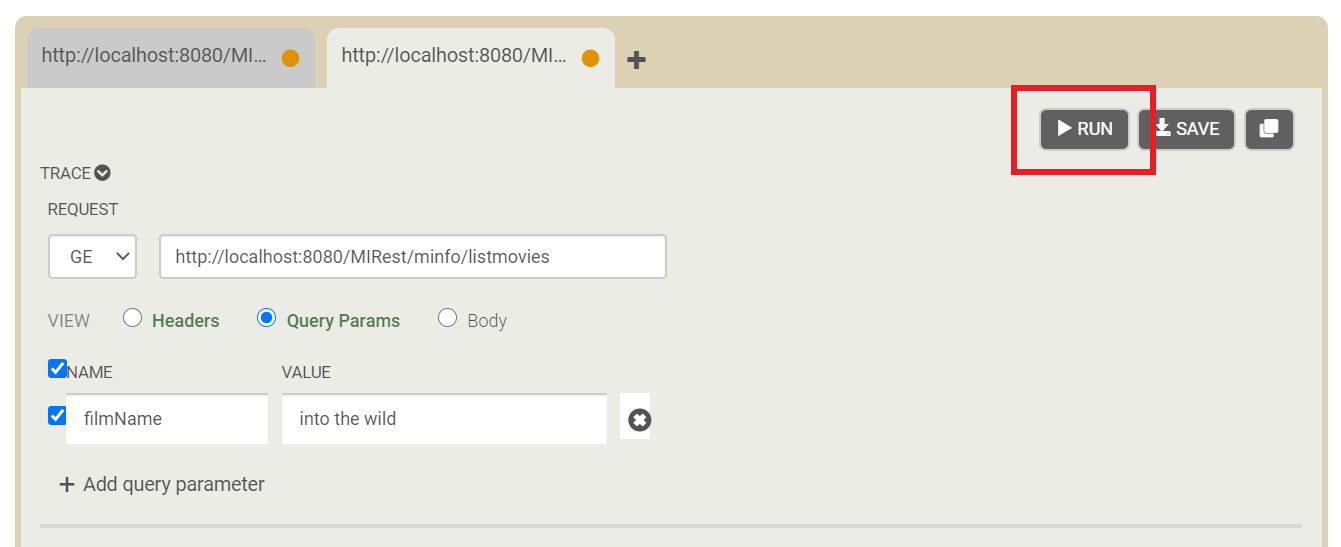 http://localhost:8080/MI... http://localhost:8080/MI...
RUN SAVE
TRACE
REQUEST
GE http://localhost:8080/MIRest/minfo/listmovies
VIEW Headers Query Params Body
NAME VALUE
filmName into the wild
Add query parameter